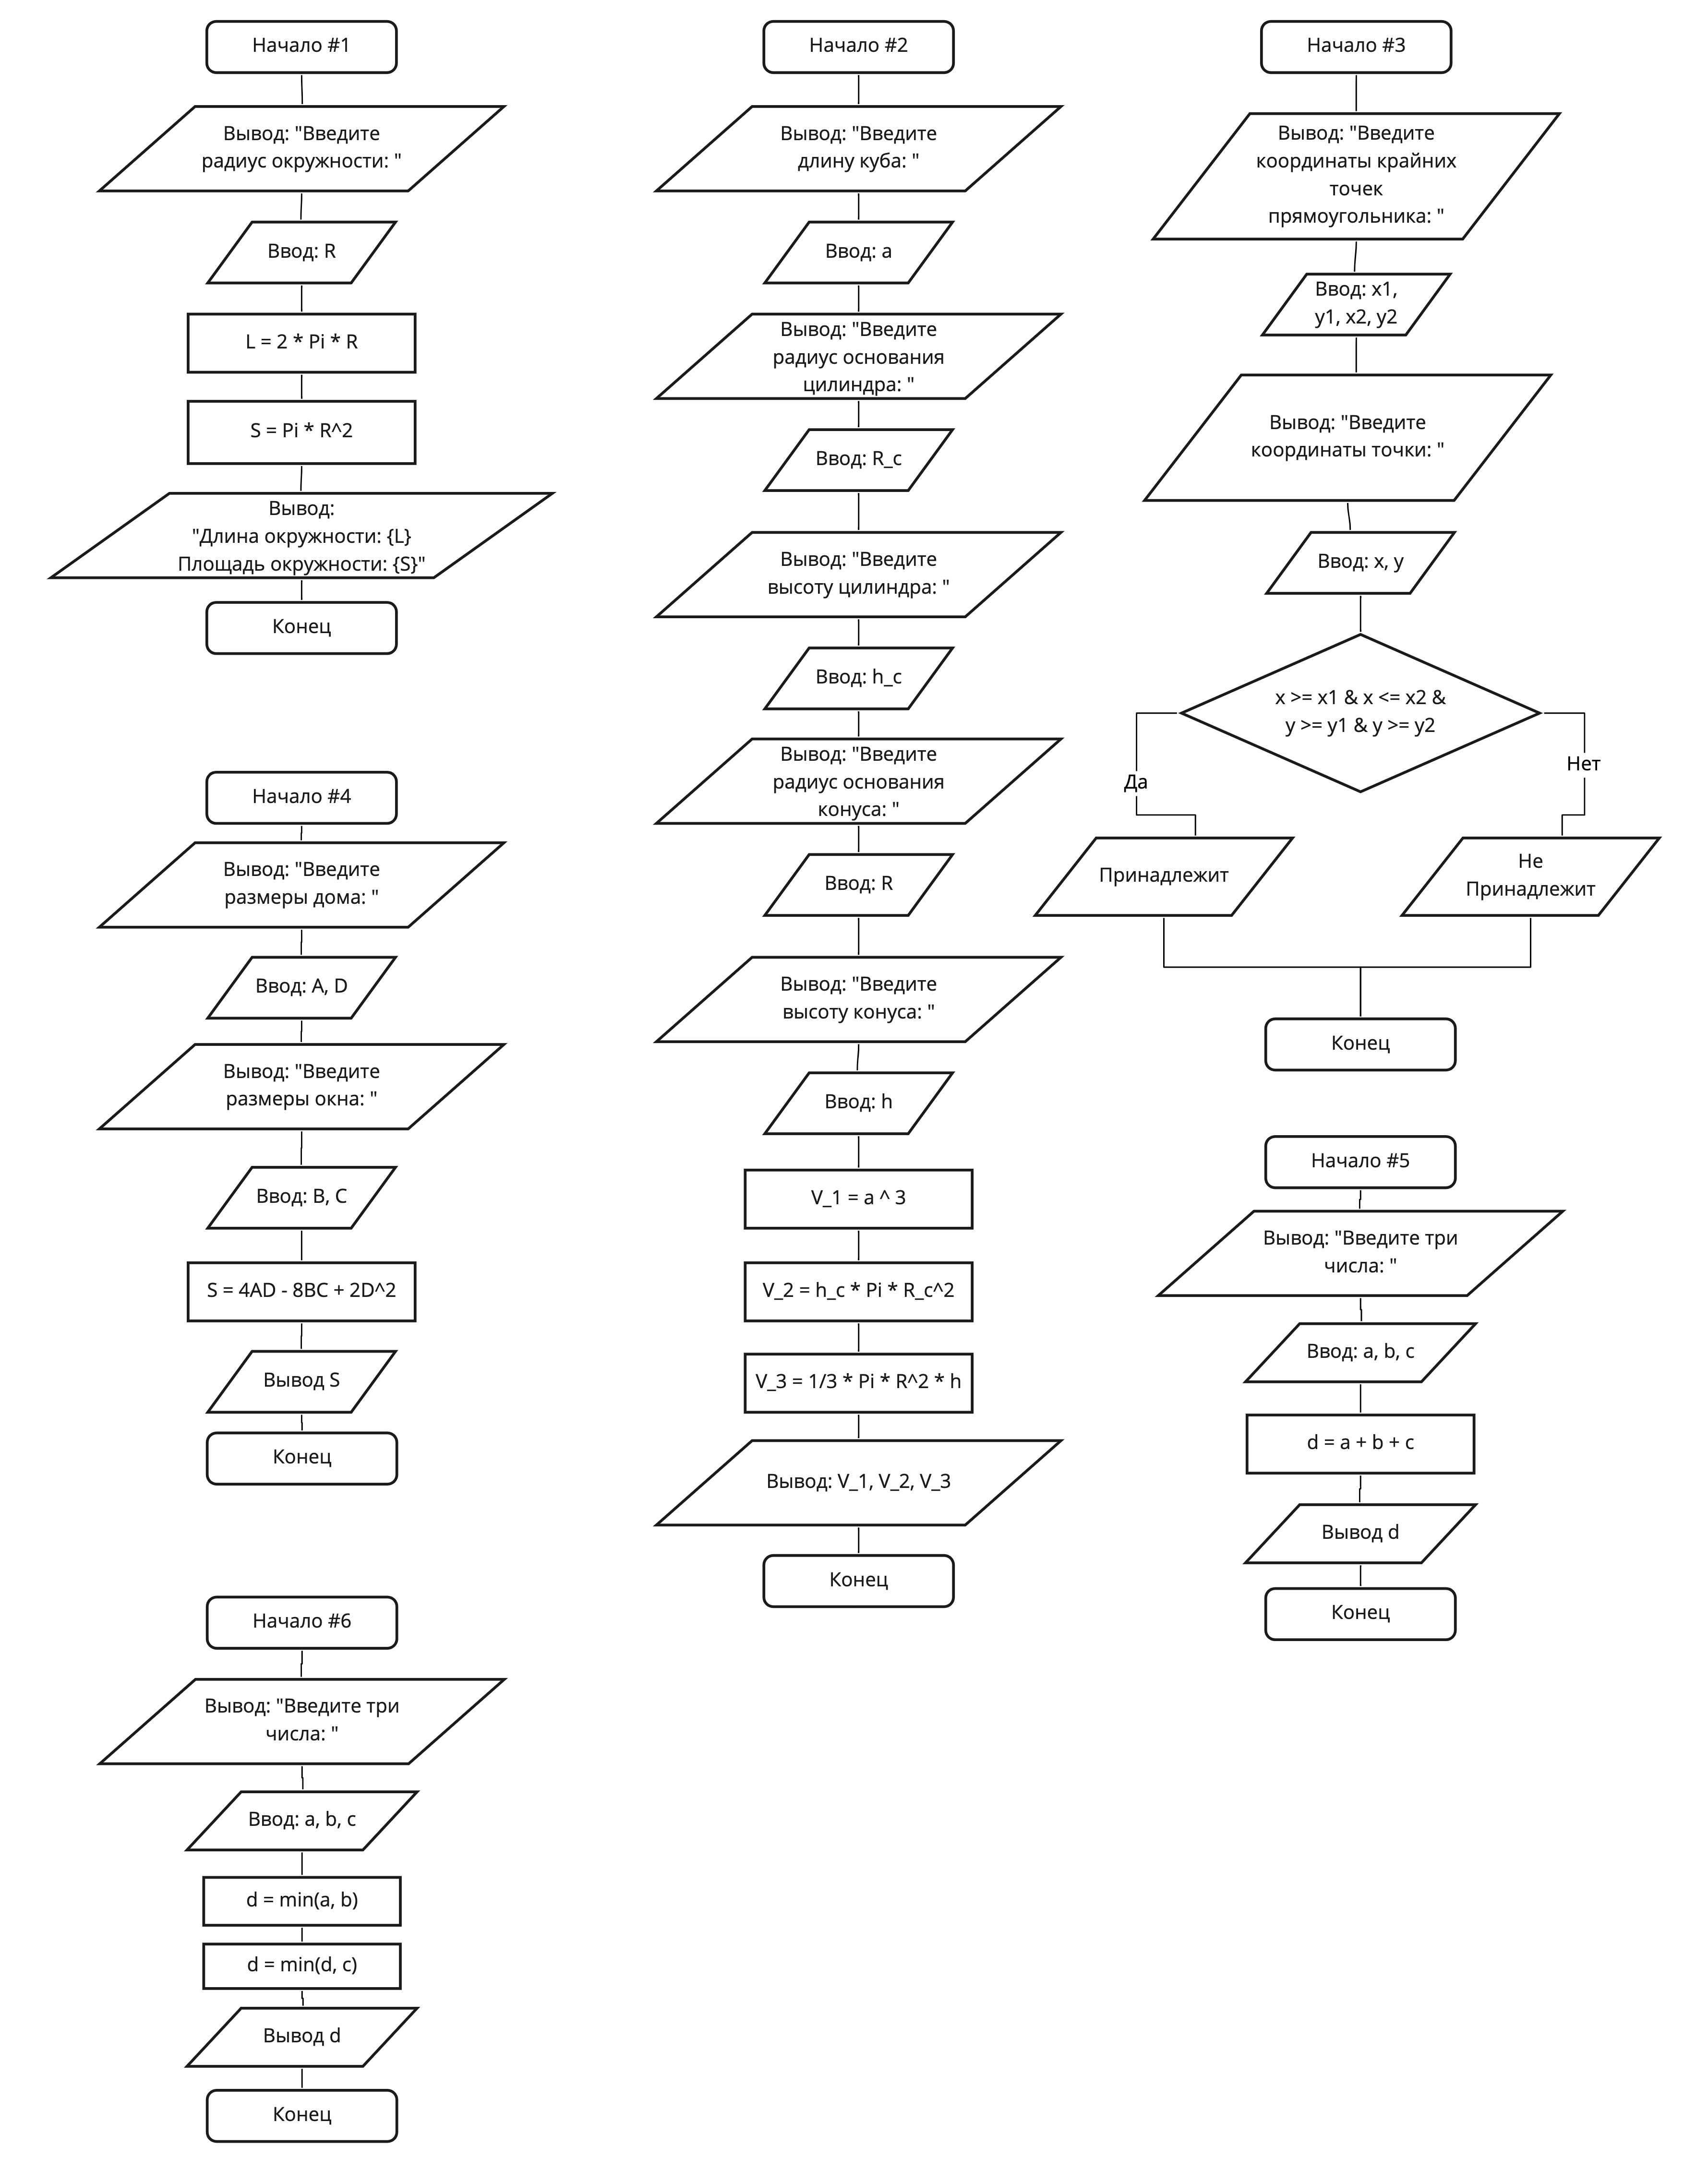 Начало #1
Вывод: "Введите
радиус окружности: "
Ввод: R
L = 2 * Pi * R
S = Pi * R^2
Вывод:
"Длина окружности: {L}
Площадь окружности: {S}"
Конец
Начало #2
Вывод: "Введите
длину куба: "
Ввод: a
Вывод: "Введите
радиус основания
цилиндра: "
Ввод: R_c
Вывод: "Введите
высоту цилиндра: "
Ввод: h_c
Вывод: "Введите
радиус основания
конуса: "
Ввод: R
Вывод: "Введите
высоту конуса: "
Ввод: h
V_1 = a ^ 3
V_2 = h_c * Pi * R_c^2
V_3 = 1/3 * Pi * R^2 * h
Вывод: V_1, V_2, V_3
Конец
Начало #3
Вывод: "Введите
координаты крайних
точек
прямоугольника: "
Ввод: x1,
y1, x2, y2
Вывод: "Введите
координаты точки: "
Ввод: x, y
x >= x1 & x <= x2 &
y >= y1 & y >= y2
Да
Нет
Принадлежит
Не
Принадлежит
Конец
Начало #4
Вывод: "Введите
размеры дома: "
Ввод: A, D
Вывод: "Введите
размеры окна: "
Ввод: B, C
S = 4AD - 8BC + 2D^2
Вывод S
Конец
Начало #5
Вывод: "Введите три
числа: "
Ввод: a, b, c
d = a + b + c
Вывод d
Конец
Начало #6
Вывод: "Введите три
числа: "
Ввод: a, b, c
d = min(a, b)
d = min(d, c)
Вывод d
Конец